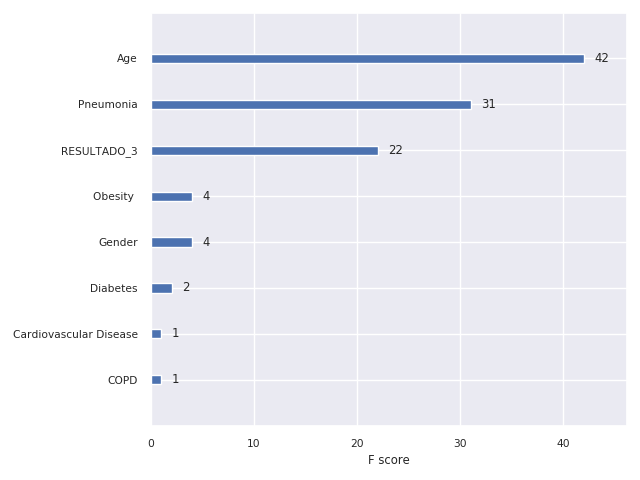 Age 42
Pneumonia 31
RESULTADO_3 22
Obesity 4
Gender 4
Diabetes 2
Cardiovascular Disease 1
COPD 1
0 10 20 30 40
F score